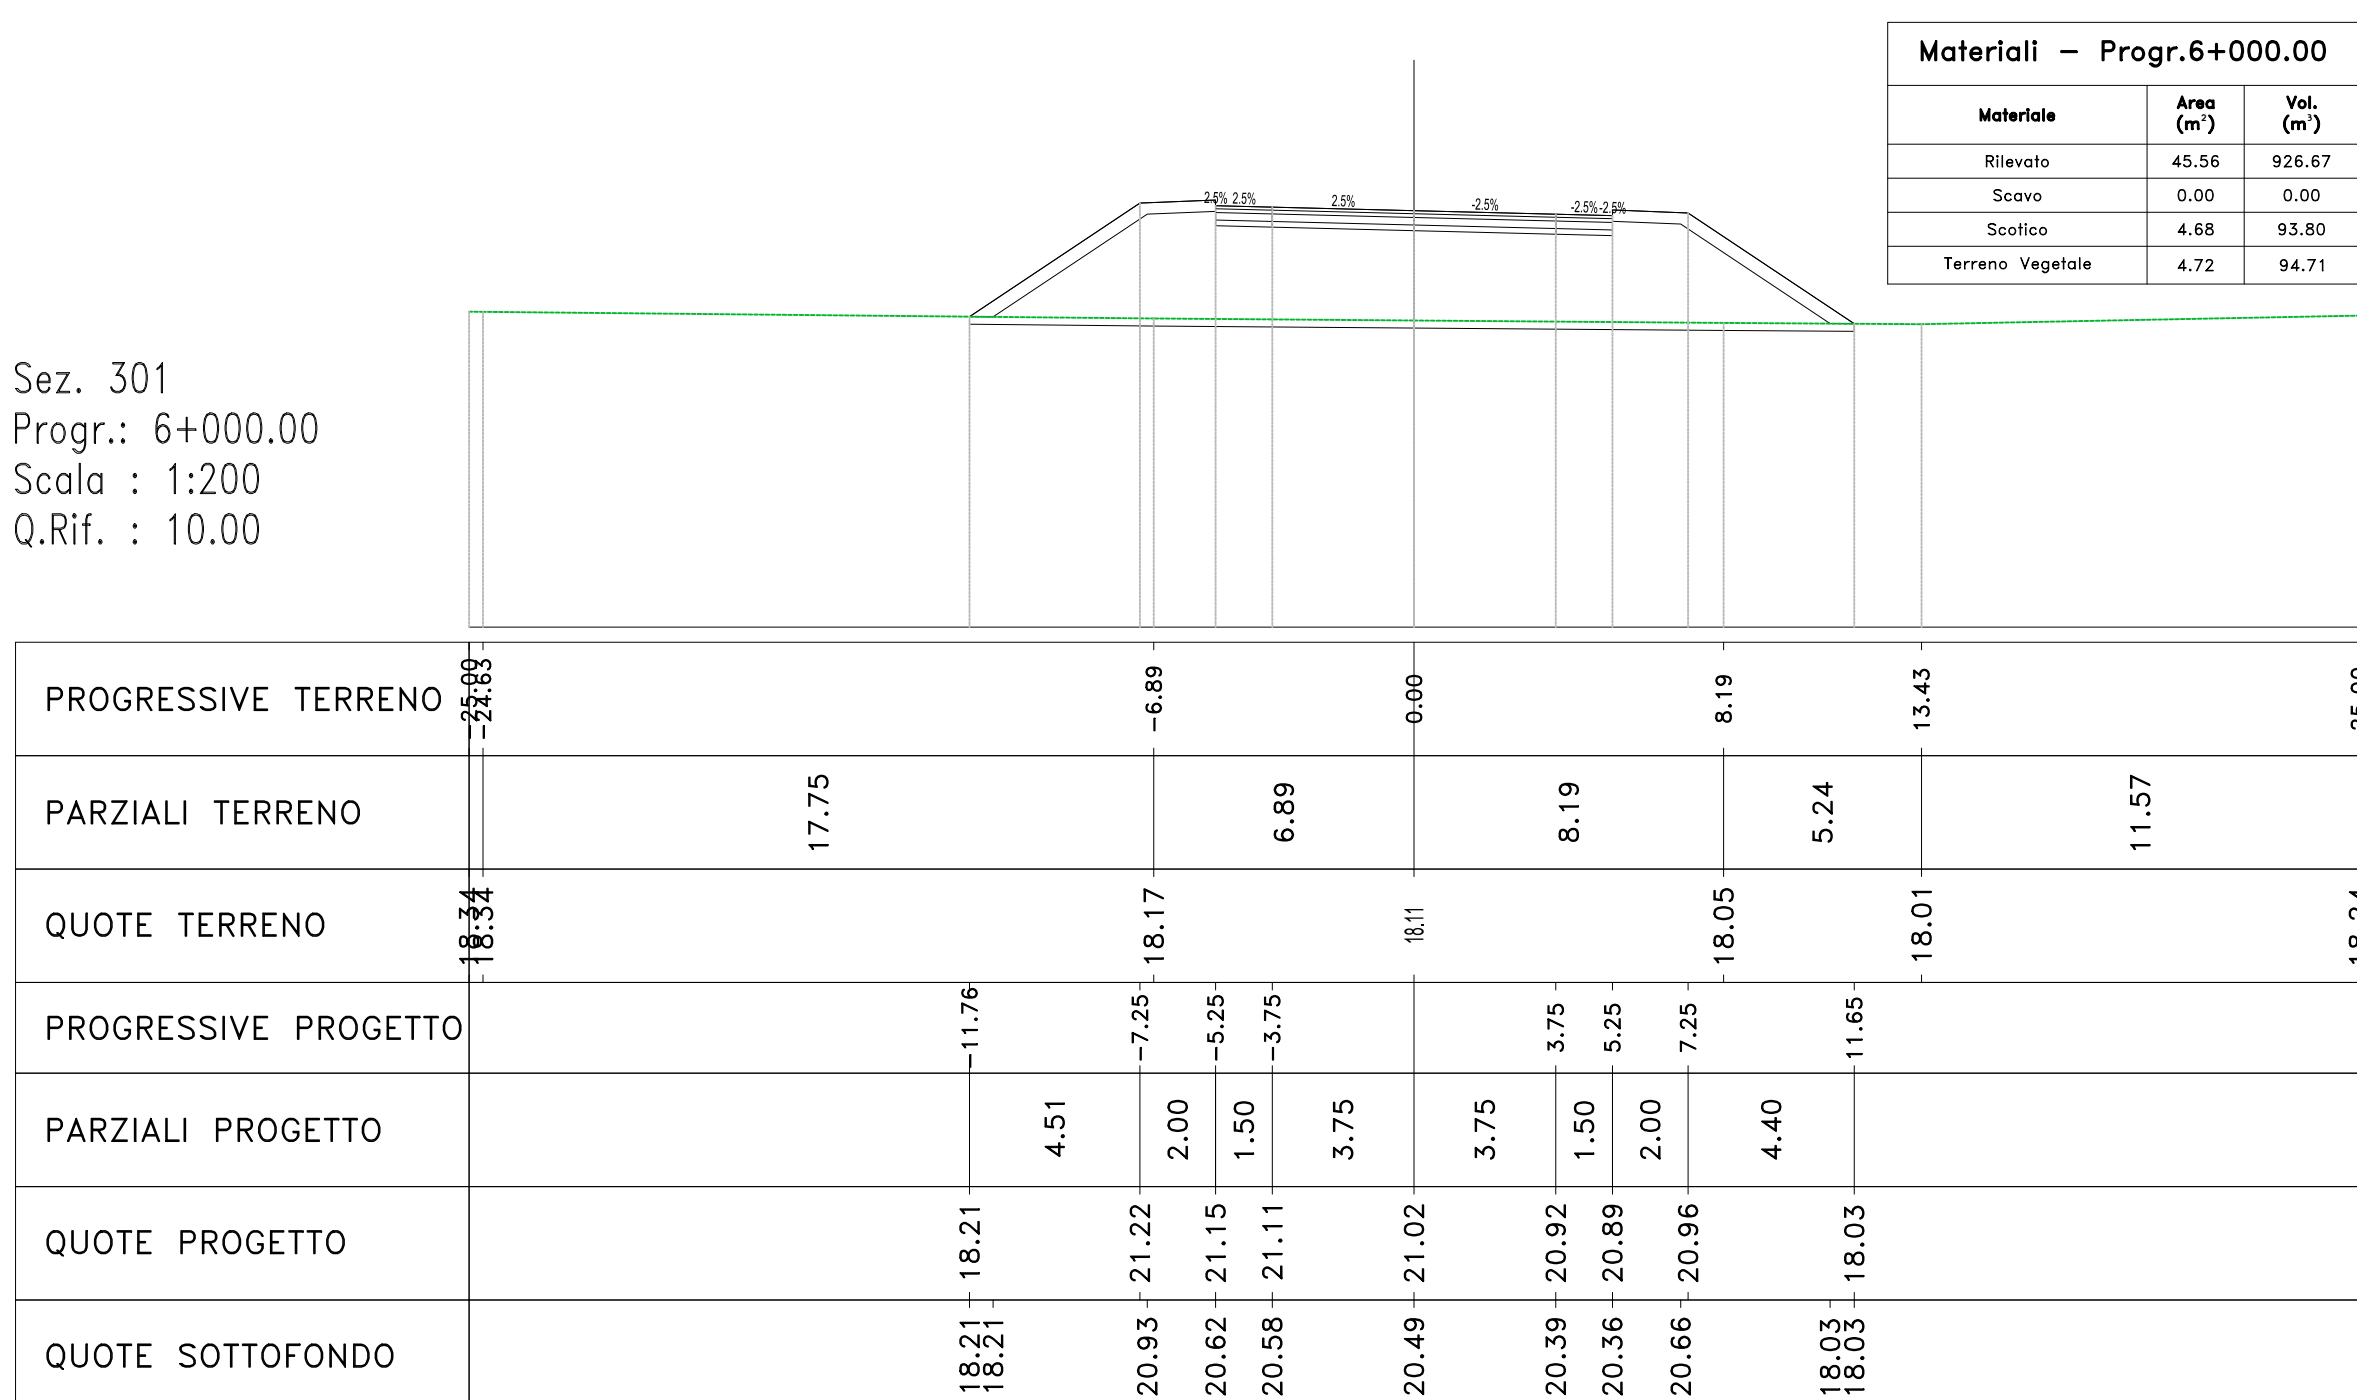 Materiali – Progr.6+000.00
Materiale Area (m²) Vol. (m³)
Rilevato 45.56 926.67
Scavo 0.00 0.00
Scotico 4.68 93.80
Terreno Vegetale 4.72 94.71
2.5% 2.5% 2.5% -2.5% -2.5% -2.5%
Sez. 301
Progr.: 6+000.00
Scala : 1:200
Q.Rif. : 10.00
PROGRESSIVE TERRENO -25.00 -24.63 -6.89 0.00 8.19 13.43
PARZIALI TERRENO 17.75 6.89 8.19 5.24 11.57
QUOTE TERRENO 18.34 18.34 18.17 18.11 18.05 18.01
PROGRESSIVE PROGETTO -11.76 -7.25 -5.25 -3.75 3.75 5.25 7.25 11.65
PARZIALI PROGETTO 4.51 2.00 1.50 3.75 3.75 1.50 2.00 4.40
QUOTE PROGETTO 18.21 21.22 21.15 21.11 21.02 20.92 20.89 20.96 18.03
QUOTE SOTTOFONDO 18.21 18.21 20.93 20.62 20.58 20.49 20.39 20.36 20.66 18.03 18.03